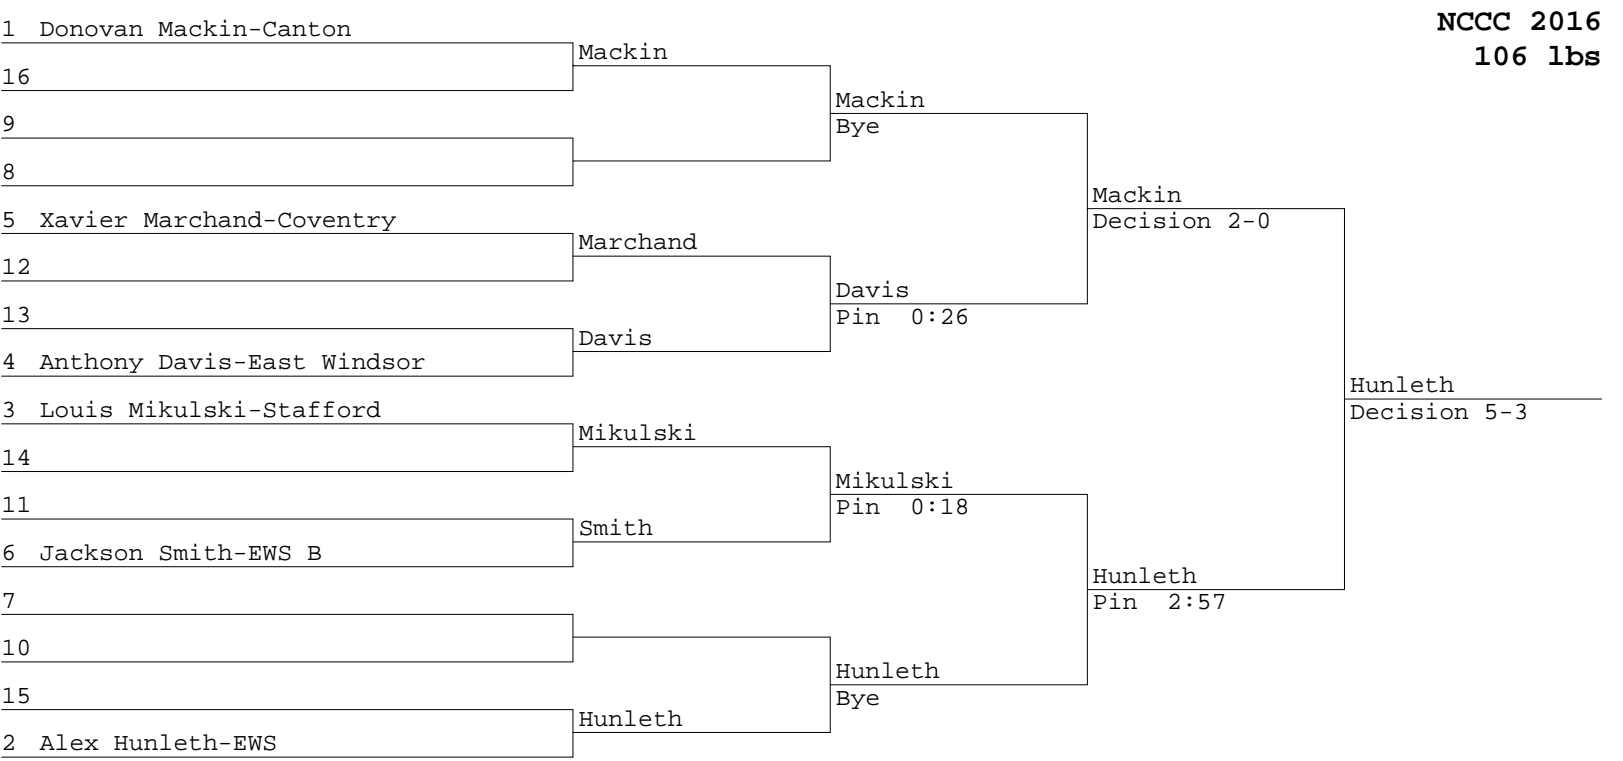 NCCC 2016
106 lbs
1 Donovan Mackin-Canton
16
9
8
5 Xavier Marchand-Coventry
12
13
4 Anthony Davis-East Windsor
3 Louis Mikulski-Stafford
14
11
6 Jackson Smith-EWS B
7
10
15
2 Alex Hunleth-EWS
Mackin
Marchand
Davis
Mikulski
Smith
Hunleth
Mackin
Bye
Davis
Pin 0:26
Mikulski
Pin 0:18
Hunleth
Bye
Mackin
Decision 2-0
Hunleth
Pin 2:57
Hunleth
Decision 5-3